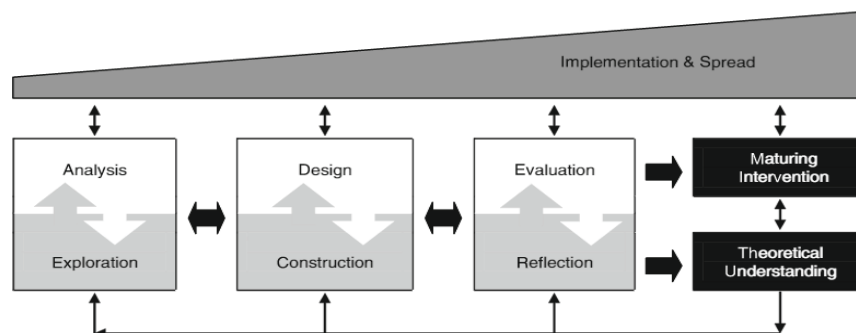 Implementation & Spread
Analysis
Design
Evaluation
Maturing
Intervention
Exploration
Construction
Reflection
Theoretical
Understanding